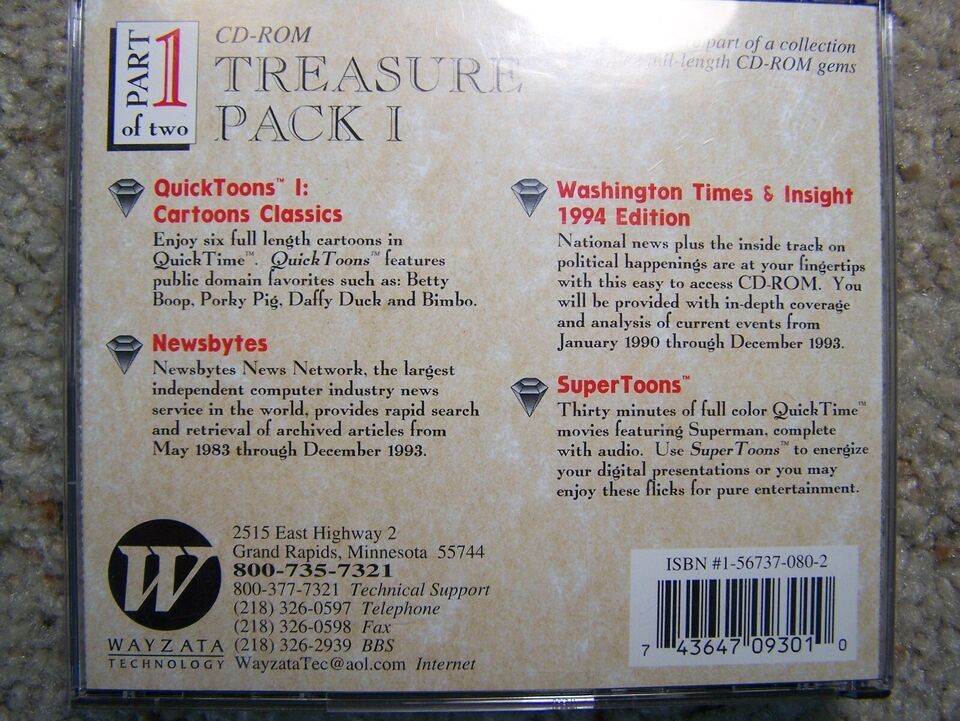 PART 1
of two
CD-ROM
TREASURE
PACK I
part of a collection
full-length CD-ROM gems
QuickToons™ I:
Cartoons Classics
Enjoy six full length cartoons in
QuickTime™. QuickToons™ features
public domain favorites such as: Betty
Boop, Porky Pig, Daffy Duck and Bimbo.
Newsbytes
Newsbytes News Network, the largest
independent computer industry news
service in the world, provides rapid search
and retrieval of archived articles from
May 1983 through December 1993.
Washington Times & Insight
1994 Edition
National news plus the inside track on
political happenings are at your fingertips
with this easy to access CD-ROM. You
will be provided with in-depth coverage
and analysis of current events from
January 1990 through December 1993.
SuperToons™
Thirty minutes of full color QuickTime™
movies featuring Superman, complete
with audio. Use SuperToons™ to energize
your digital presentations or you may
enjoy these flicks for pure entertainment.
W
WAYZATA
TECHNOLOGY
2515 East Highway 2
Grand Rapids, Minnesota 55744
800-735-7321
800-377-7321 Technical Support
(218) 326-0597 Telephone
(218) 326-0598 Fax
(218) 326-2939 BBS
WayzataTec@aol.com Internet
ISBN #1-56737-080-2
7 43647 09301 0